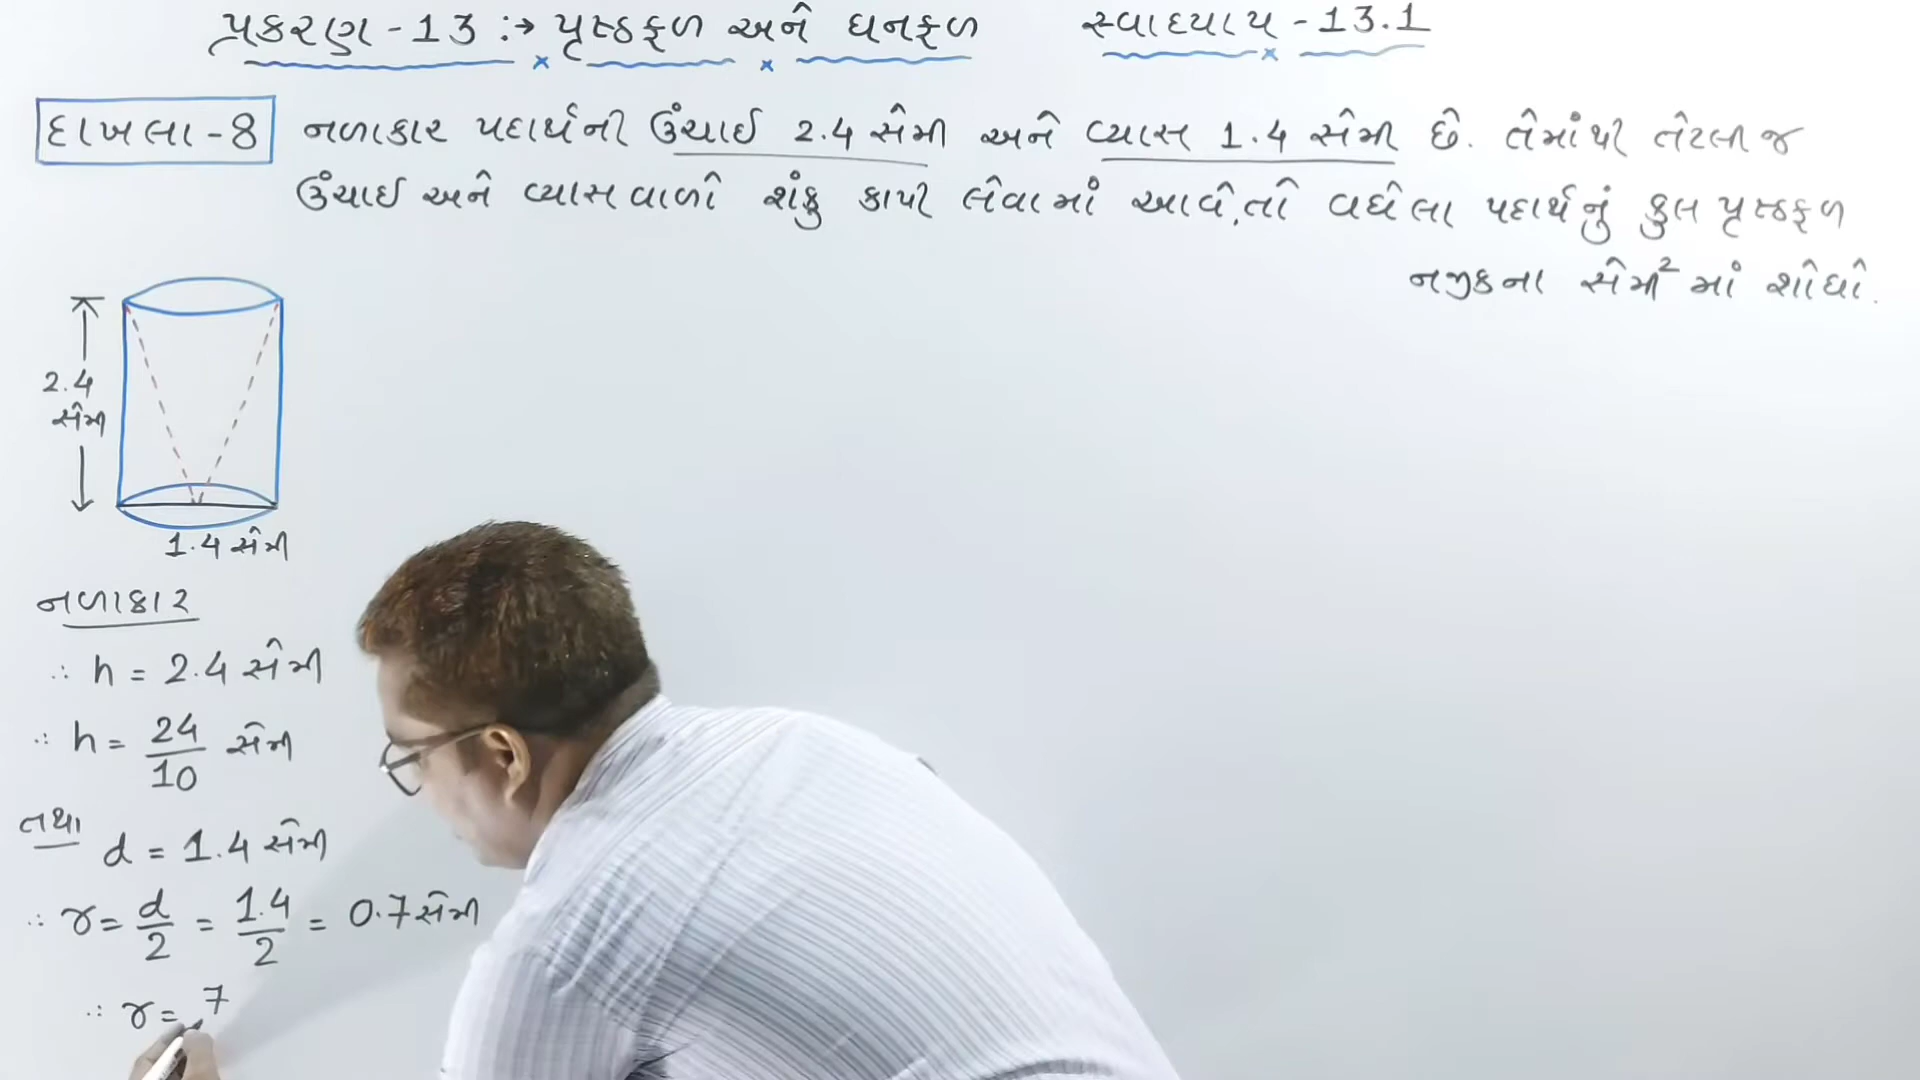 પ્રકરણ - 13 :→ પૃષ્ઠફળ અને ઘનફળ સ્વાધ્યાય - 13.1
દાખલા - 8 નળાકાર પદાર્થની ઉંચાઈ 2.4 સેમી અને વ્યાસ 1.4 સેમી છે. તેમાંથી તેટલી જ
ઉંચાઈ અને વ્યાસવાળો શંકુ કાપી લેવામાં આવે, તો વધેલા પદાર્થનું કુલ પૃષ્ઠફળ
નજીકના સેમી² માં શોધો.
2.4
સેમી
1.4 સેમી
નળાકાર
∴ h = 2.4 સેમી
∴ h = 24/10 સેમી
તથા d = 1.4 સેમી
∴ r = d/2 = 1.4/2 = 0.7 સેમી
∴ r = 7